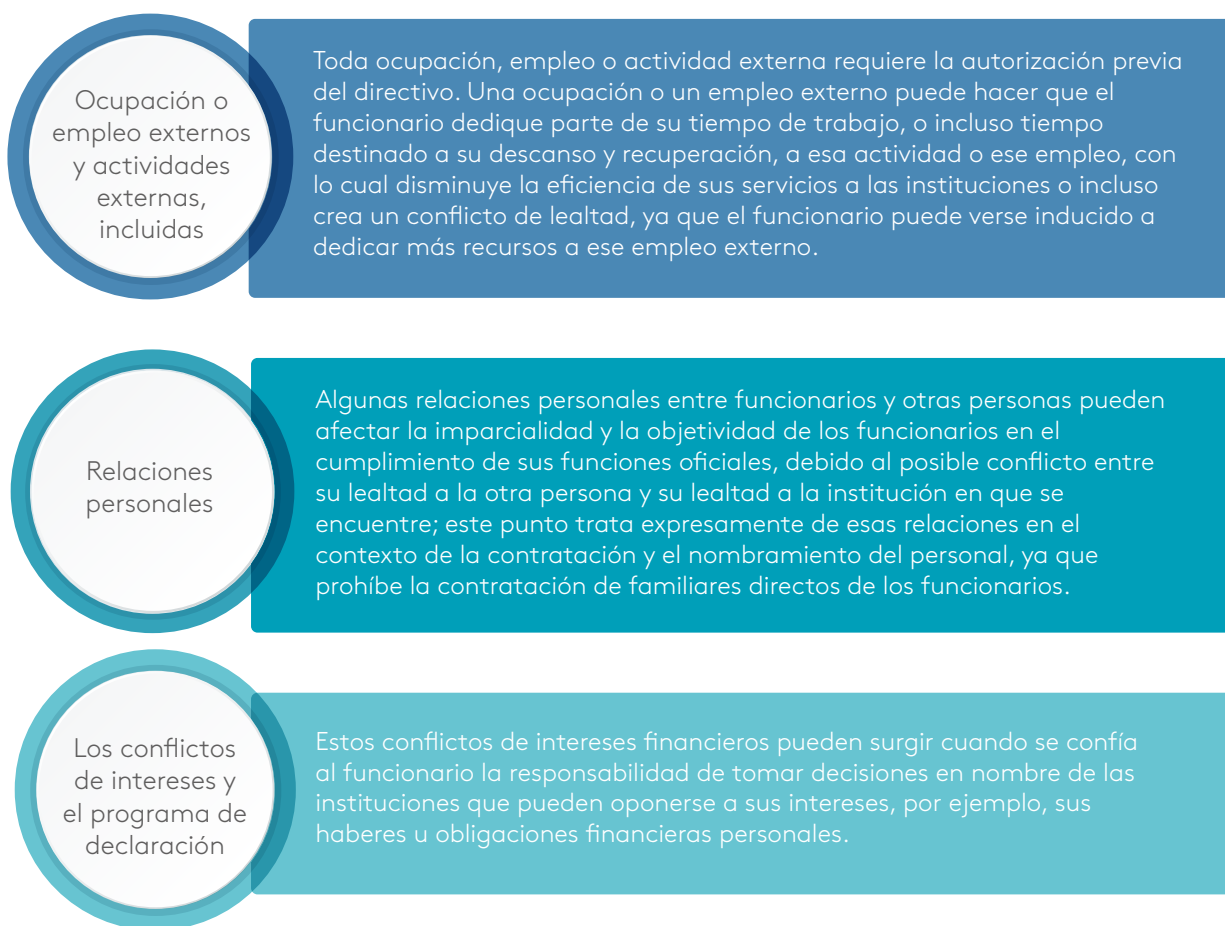 Ocupación o
empleo externos
y actividades
externas,
incluidas
Toda ocupación, empleo o actividad externa requiere la autorización previa
del directivo. Una ocupación o un empleo externo puede hacer que el
funcionario dedique parte de su tiempo de trabajo, o incluso tiempo
destinado a su descanso y recuperación, a esa actividad o ese empleo, con
lo cual disminuye la eficiencia de sus servicios a las instituciones o incluso
crea un conflicto de lealtad, ya que el funcionario puede verse inducido a
dedicar más recursos a ese empleo externo.
Relaciones
personales
Algunas relaciones personales entre funcionarios y otras personas pueden
afectar la imparcialidad y la objetividad de los funcionarios en el
cumplimiento de sus funciones oficiales, debido al posible conflicto entre
su lealtad a la otra persona y su lealtad a la institución en que se
encuentre; este punto trata expresamente de esas relaciones en el
contexto de la contratación y el nombramiento del personal, ya que
prohíbe la contratación de familiares directos de los funcionarios.
Los conflictos
de intereses y
el programa de
declaración
Estos conflictos de intereses financieros pueden surgir cuando se confía
al funcionario la responsabilidad de tomar decisiones en nombre de las
instituciones que pueden oponerse a sus intereses, por ejemplo, sus
haberes u obligaciones financieras personales.